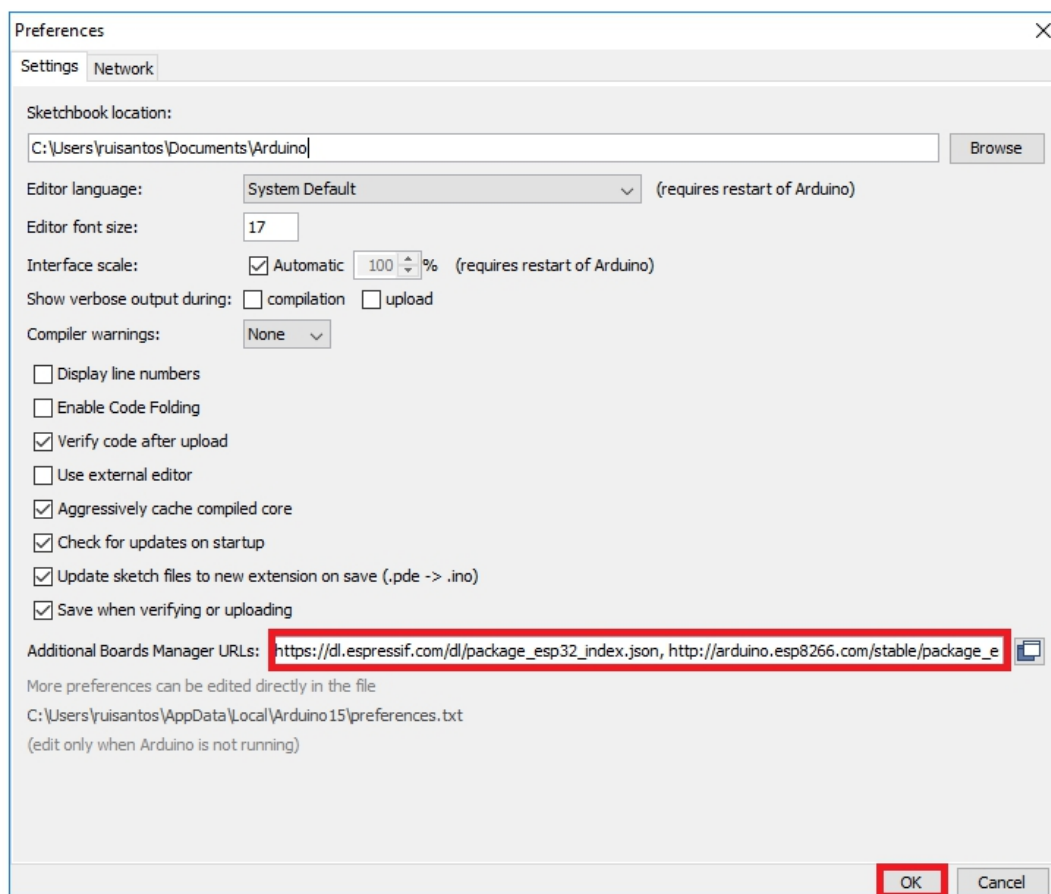 Preferences
Settings Network
Sketchbook location:
C:\Users\ruisantos\Documents\Arduino Browse
Editor language: System Default (requires restart of Arduino)
Editor font size: 17
Interface scale: Automatic 100 % (requires restart of Arduino)
Show verbose output during: compilation upload
Compiler warnings: None
Display line numbers
Enable Code Folding
Verify code after upload
Use external editor
Aggressively cache compiled core
Check for updates on startup
Update sketch files to new extension on save (.pde -> .ino)
Save when verifying or uploading
Additional Boards Manager URLs: https://dl.espressif.com/dl/package_esp32_index.json, http://arduino.esp8266.com/stable/package_e
More preferences can be edited directly in the file
C:\Users\ruisantos\AppData\Local\Arduino15\preferences.txt
(edit only when Arduino is not running)
OK Cancel